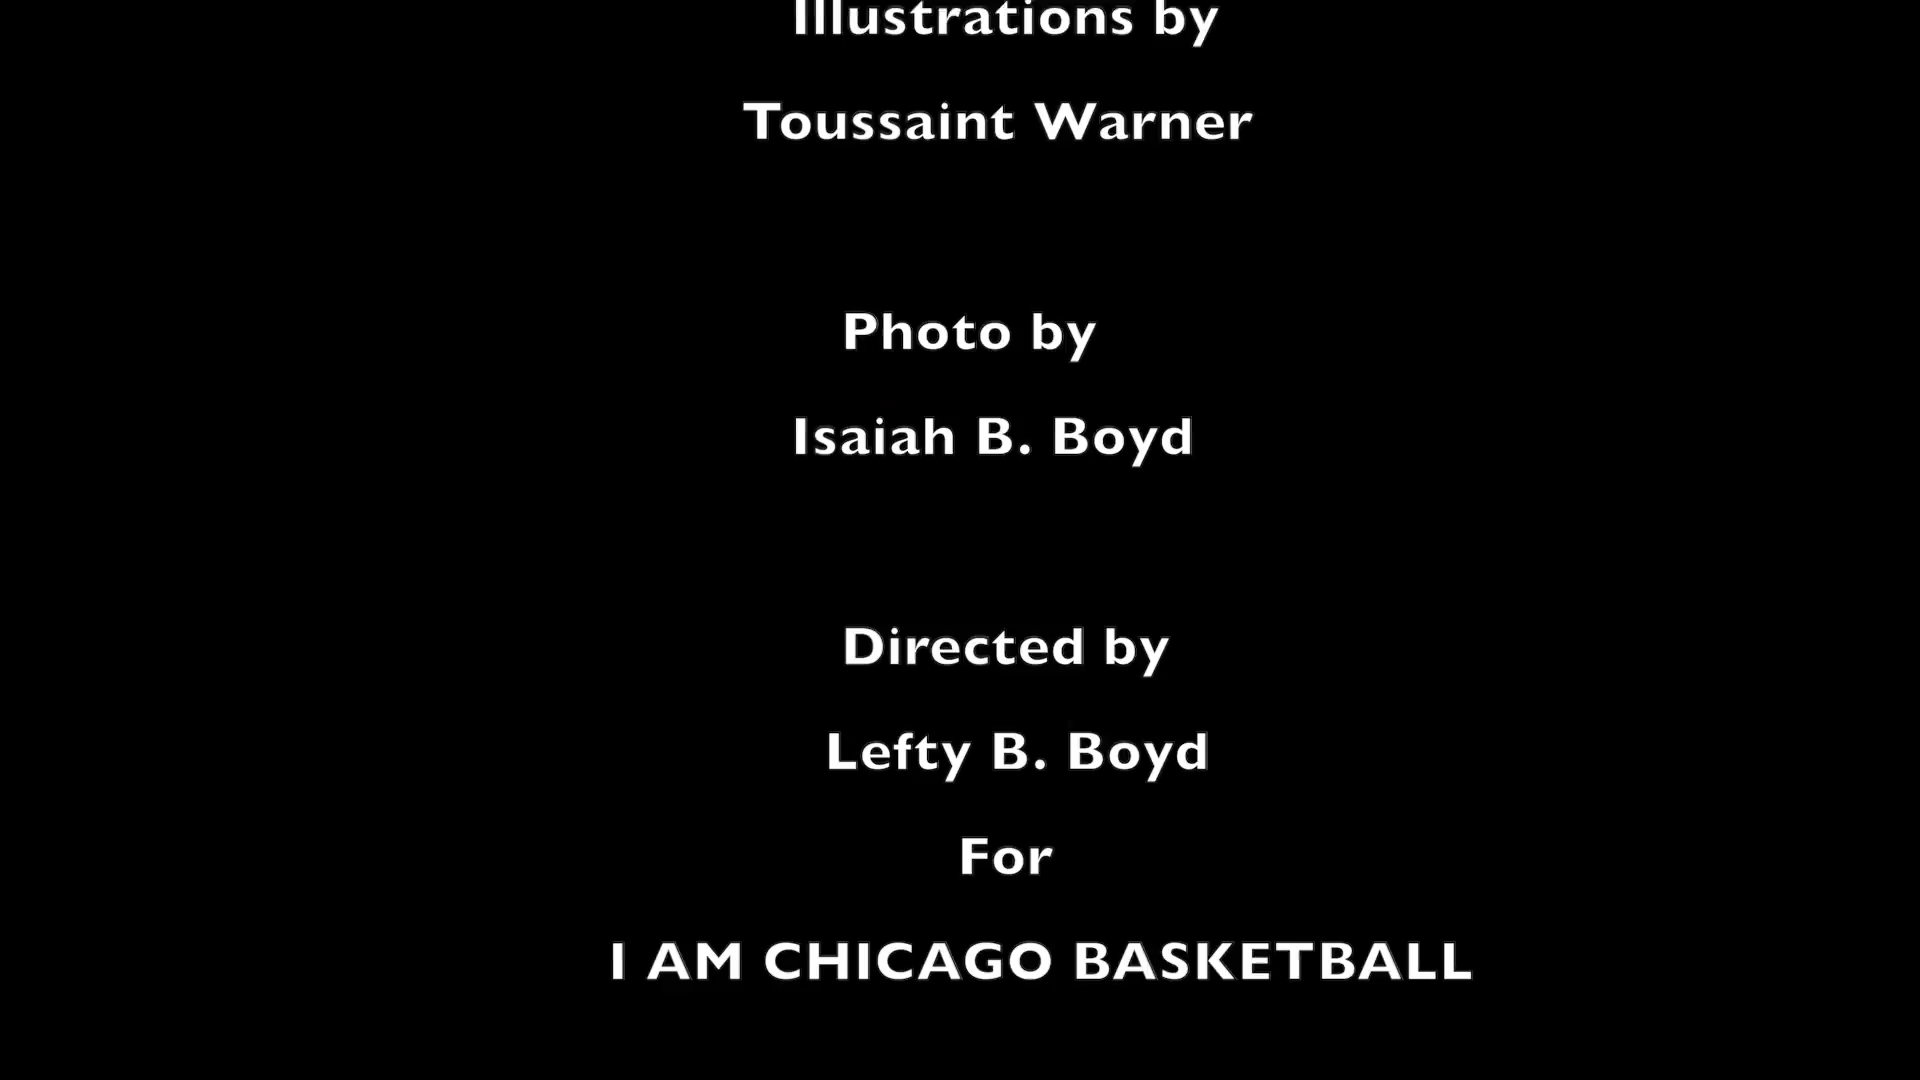 Illustrations by
Toussaint Warner
Photo by
Isaiah B. Boyd
Directed by
Lefty B. Boyd
For
I AM CHICAGO BASKETBALL